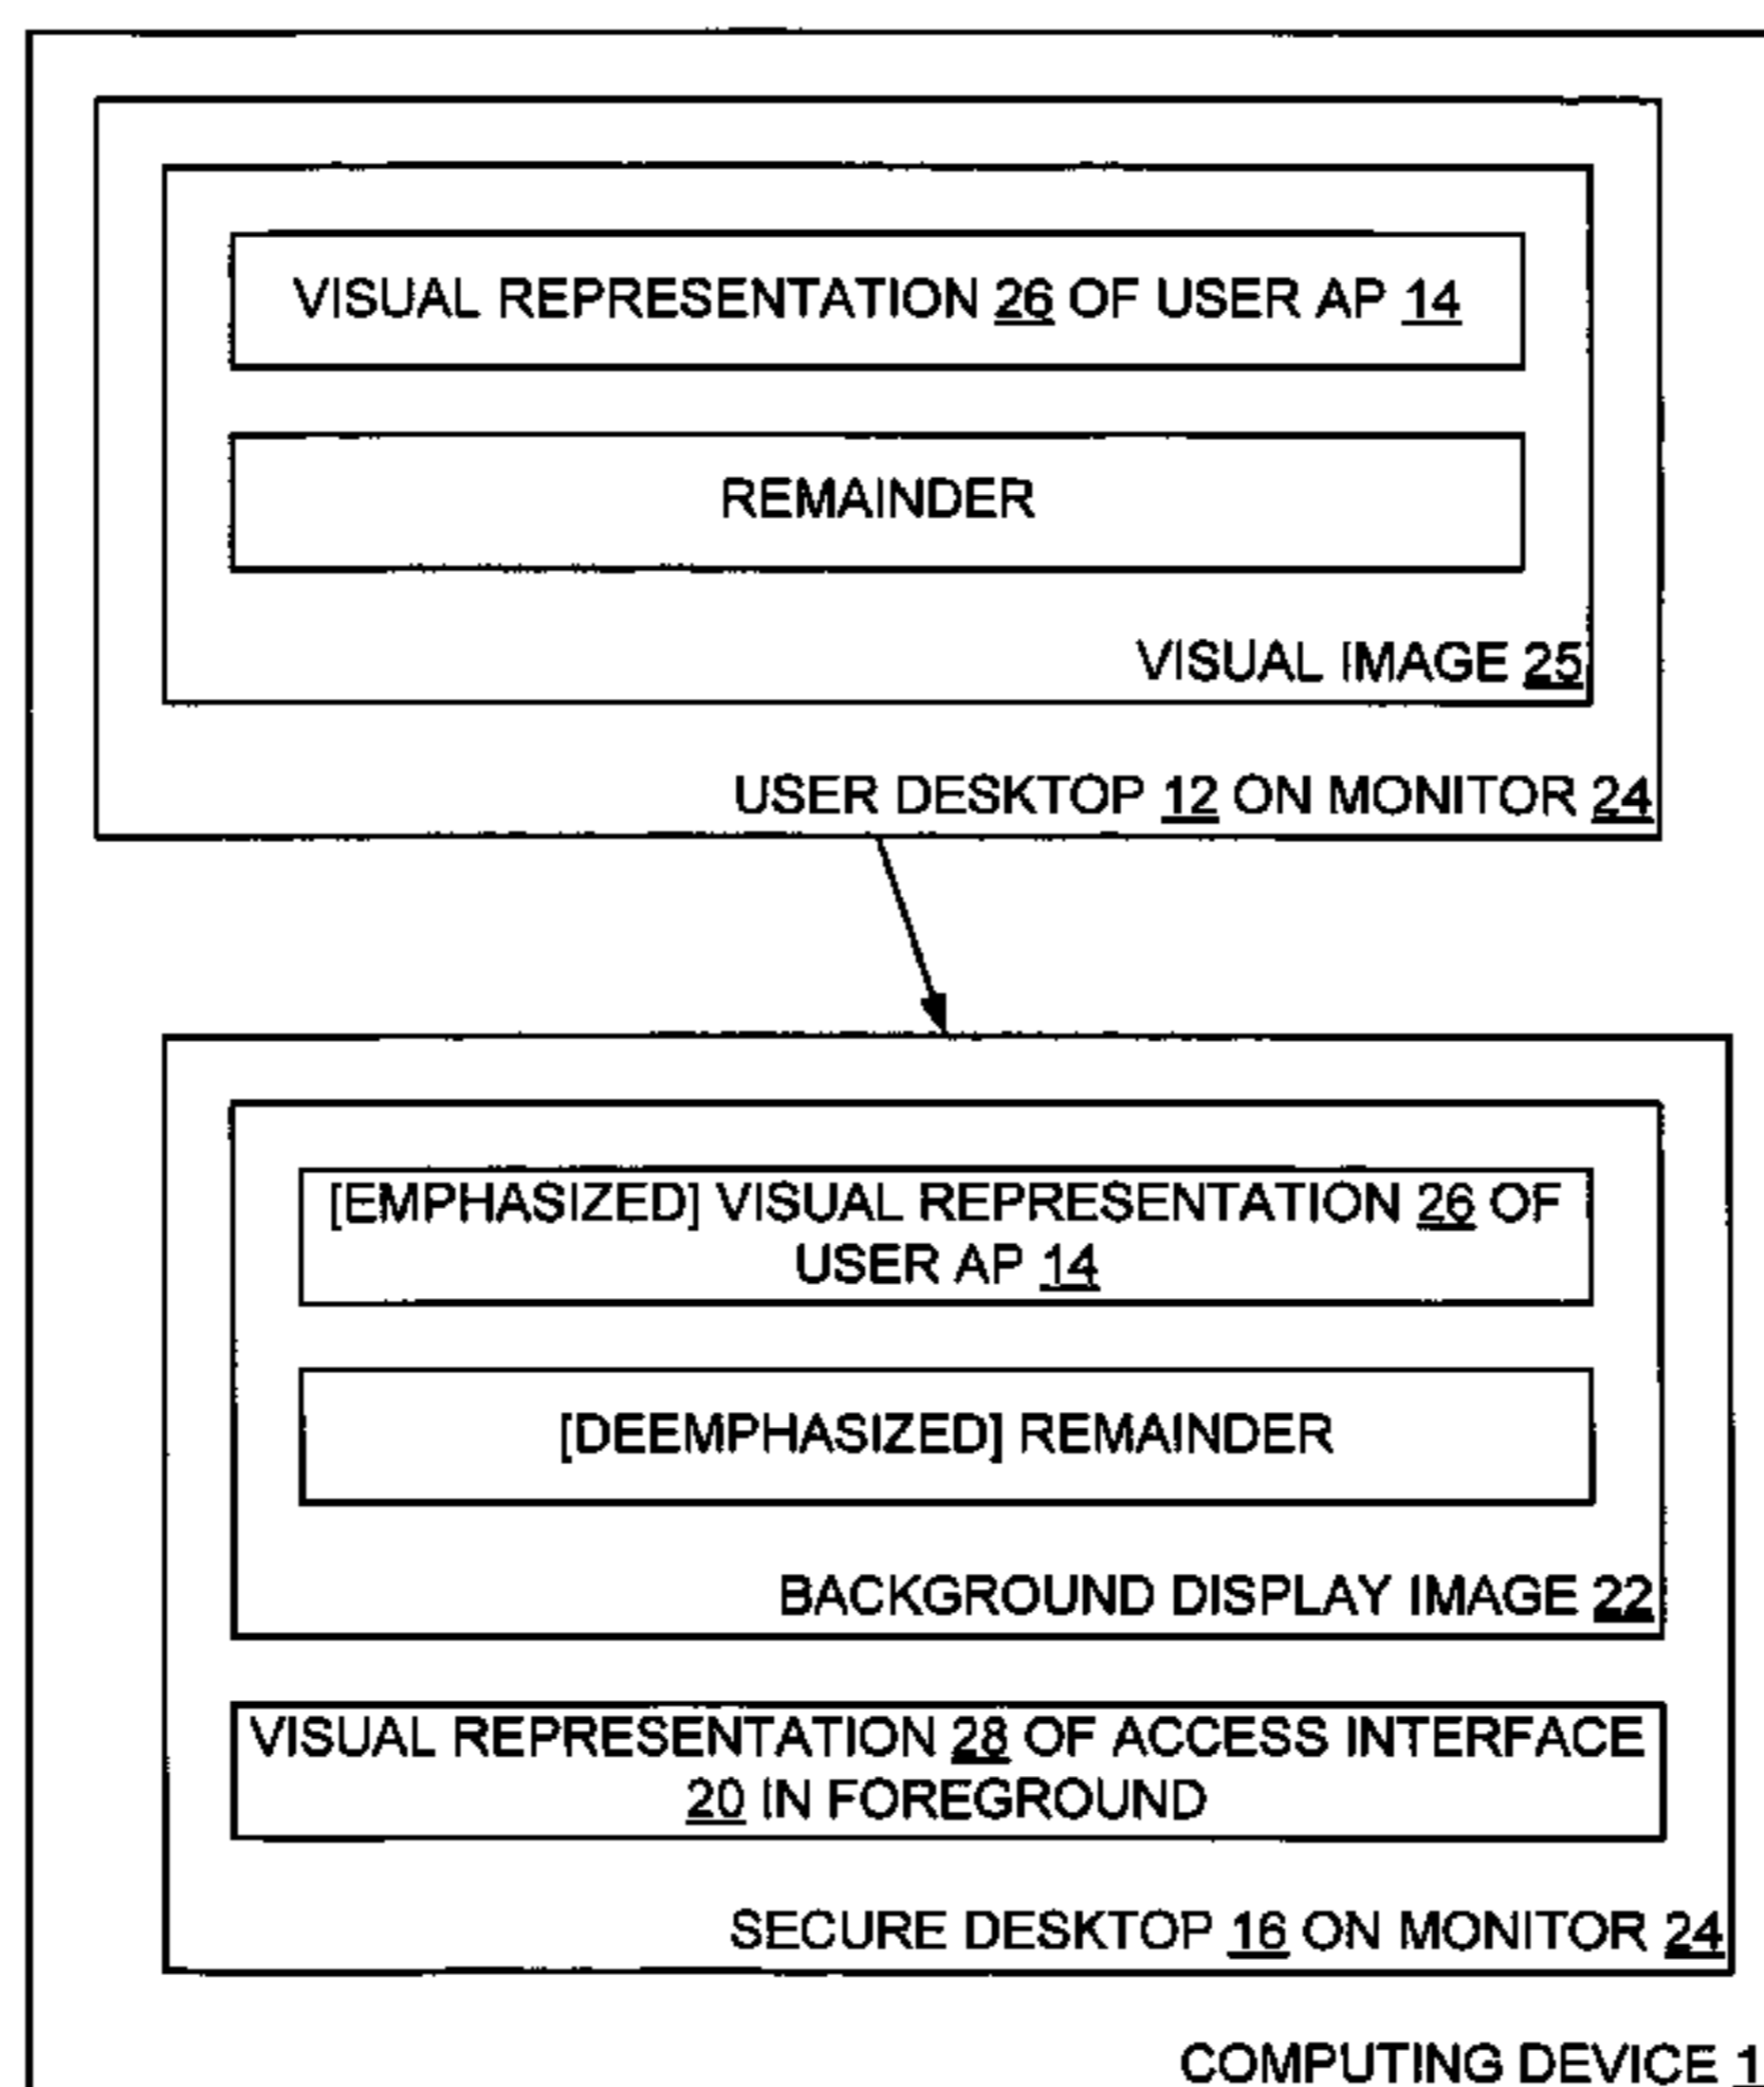 VISUAL REPRESENTATION 26 OF USER AP 14
REMAINDER
VISUAL IMAGE 25
USER DESKTOP 12 ON MONITOR 24
[EMPHASIZED] VISUAL REPRESENTATION 26 OF
USER AP 14
[DEEMPHASIZED] REMAINDER
BACKGROUND DISPLAY IMAGE 22
VISUAL REPRESENTATION 28 OF ACCESS INTERFACE
20 IN FOREGROUND
SECURE DESKTOP 16 ON MONITOR 24
COMPUTING DEVICE